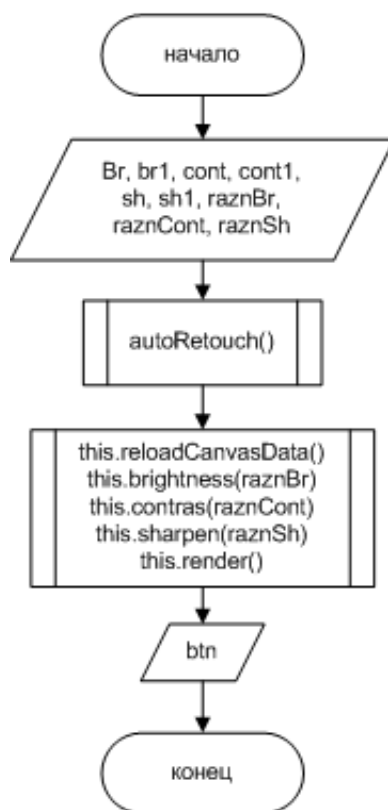 начало
Br, br1, cont, cont1,
sh, sh1, raznBr,
raznCont, raznSh
autoRetouch()
this.reloadCanvasData()
this.brightness(raznBr)
this.contras(raznCont)
this.sharpen(raznSh)
this.render()
btn
конец